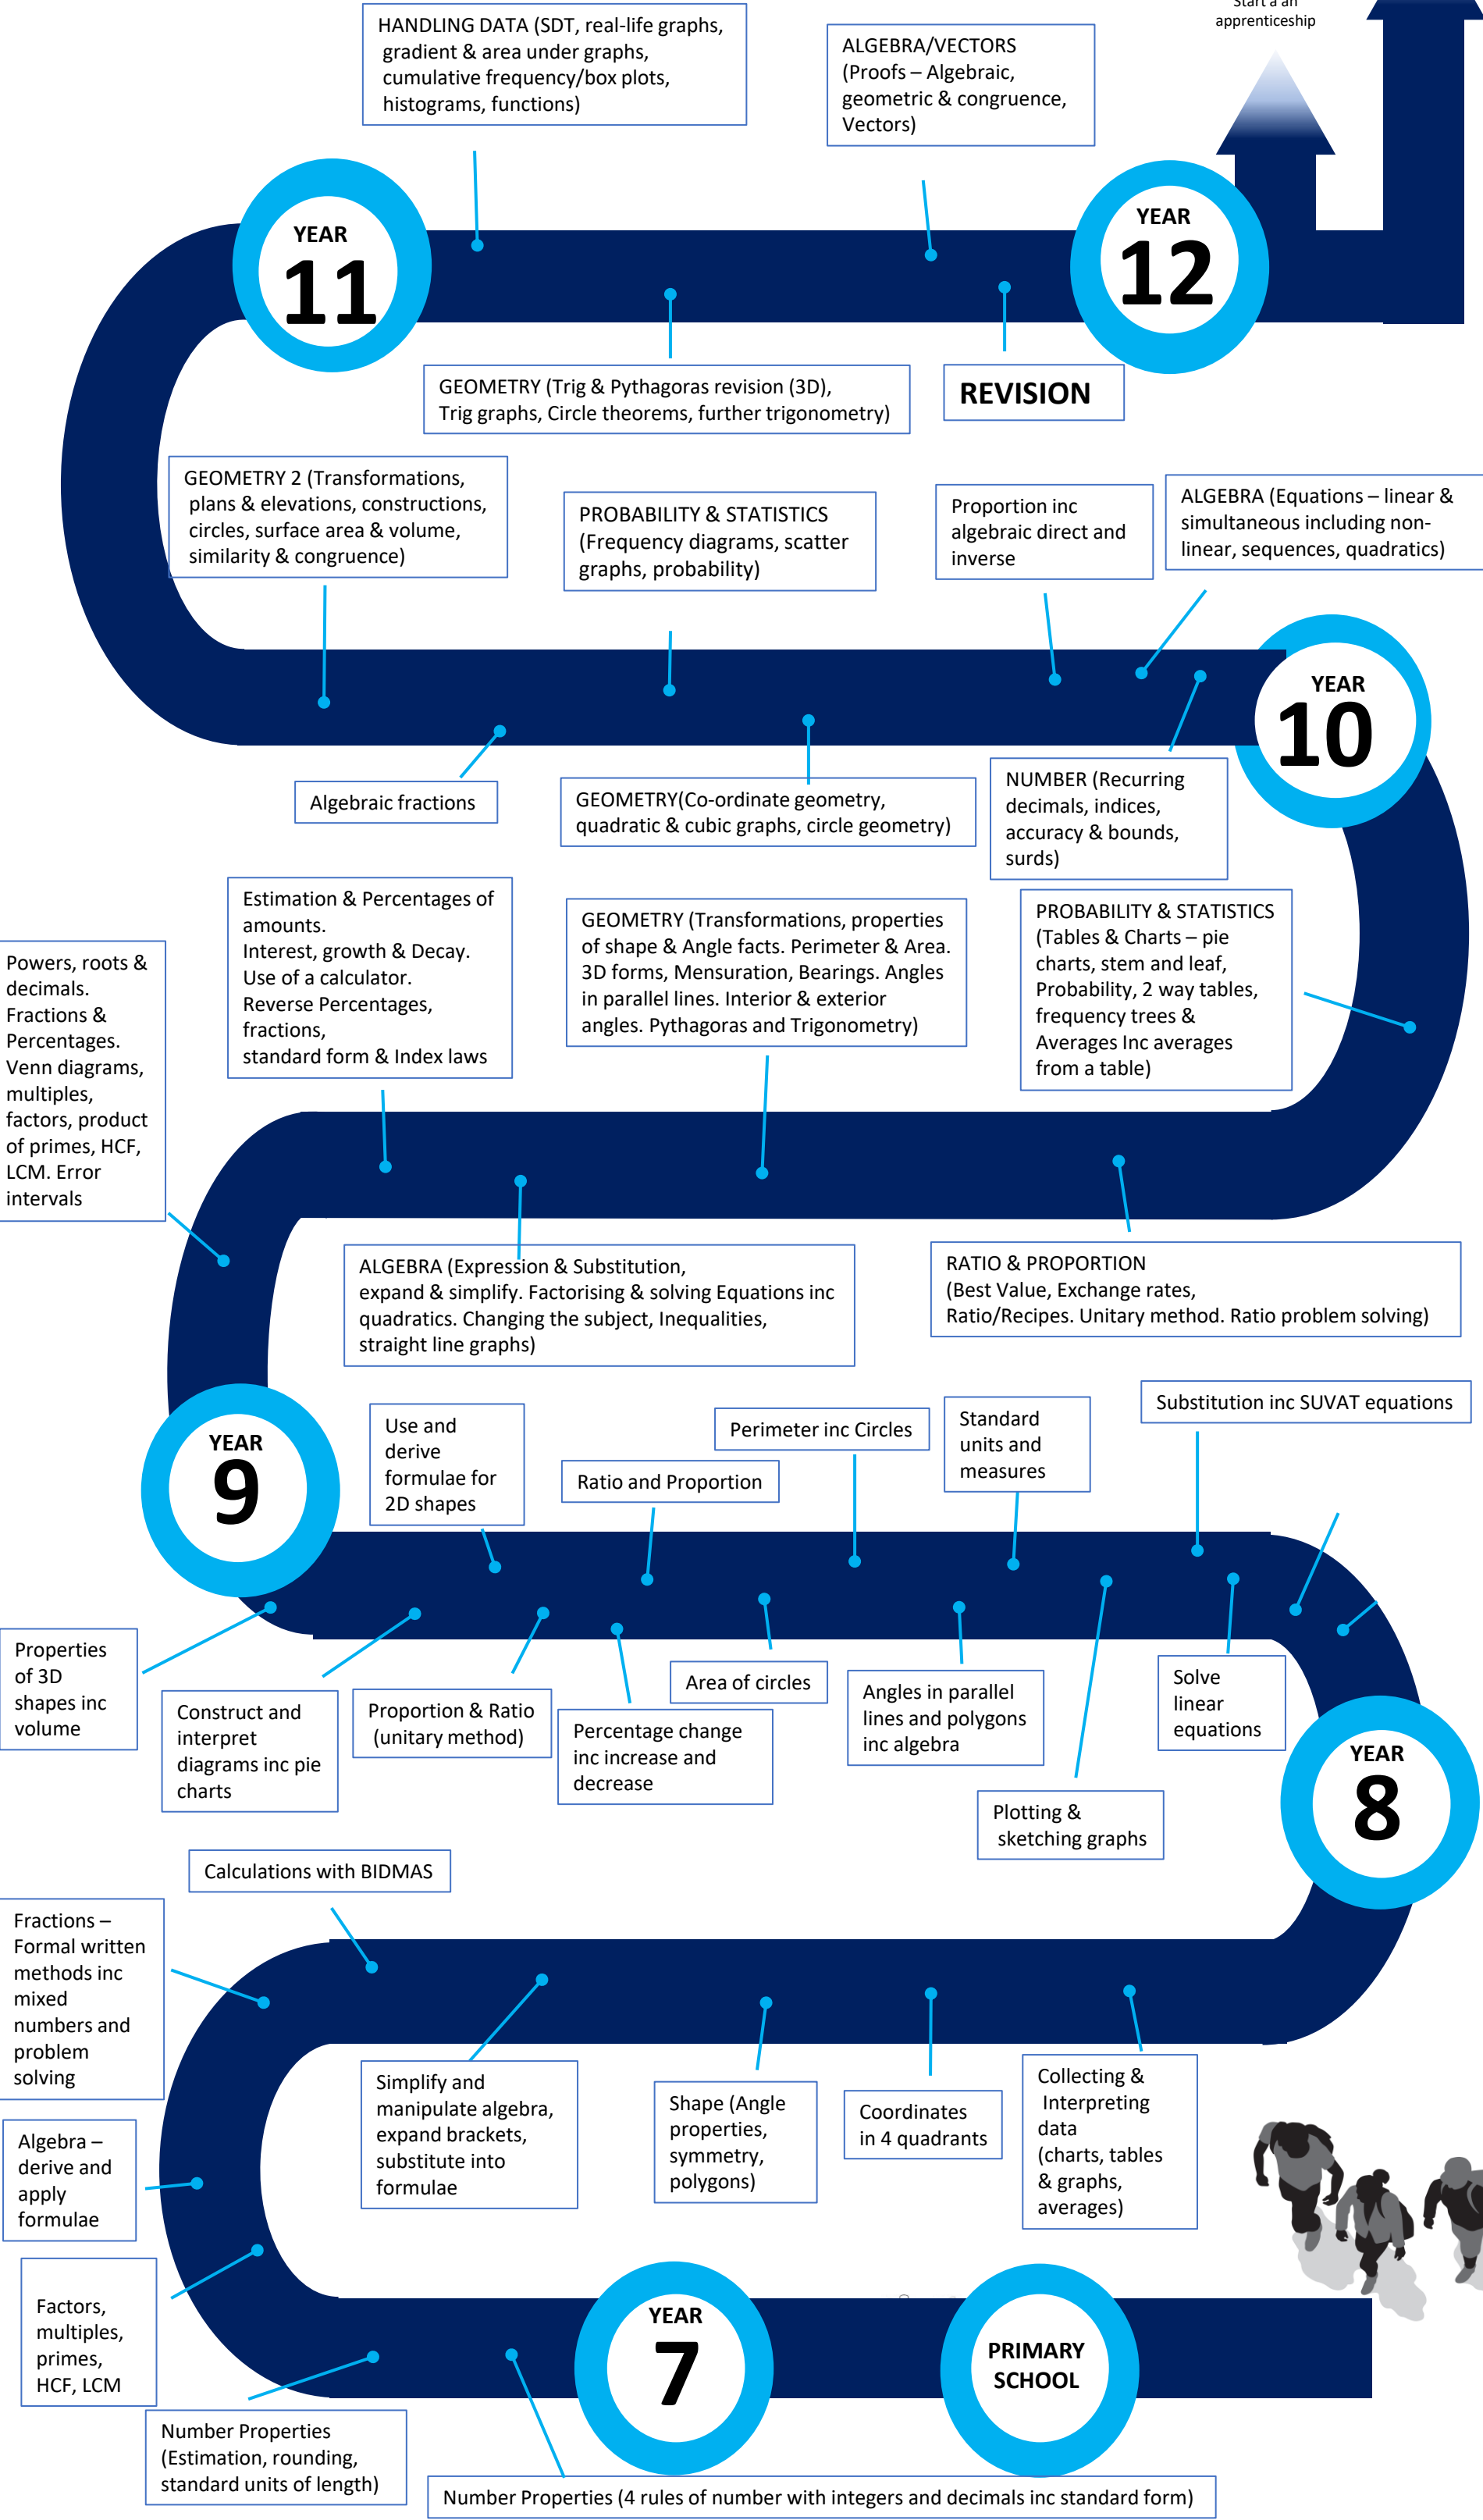 Start a an
apprenticeship
HANDLING DATA (SDT, real-life graphs,
gradient & area under graphs,
cumulative frequency/box plots,
histograms, functions)
ALGEBRA/VECTORS
(Proofs – Algebraic,
geometric & congruence,
Vectors)
YEAR
11
YEAR
12
GEOMETRY (Trig & Pythagoras revision (3D),
Trig graphs, Circle theorems, further trigonometry)
REVISION
GEOMETRY 2 (Transformations,
plans & elevations, constructions,
circles, surface area & volume,
similarity & congruence)
PROBABILITY & STATISTICS
(Frequency diagrams, scatter
graphs, probability)
Proportion inc
algebraic direct and
inverse
ALGEBRA (Equations – linear &
simultaneous including non-
linear, sequences, quadratics)
YEAR
10
Algebraic fractions
GEOMETRY(Co-ordinate geometry,
quadratic & cubic graphs, circle geometry)
NUMBER (Recurring
decimals, indices,
accuracy & bounds,
surds)
Powers, roots &
decimals.
Fractions &
Percentages.
Venn diagrams,
multiples,
factors, product
of primes, HCF,
LCM. Error
intervals
Estimation & Percentages of
amounts.
Interest, growth & Decay.
Use of a calculator.
Reverse Percentages,
fractions,
standard form & Index laws
GEOMETRY (Transformations, properties
of shape & Angle facts. Perimeter & Area.
3D forms, Mensuration, Bearings. Angles
in parallel lines. Interior & exterior
angles. Pythagoras and Trigonometry)
PROBABILITY & STATISTICS
(Tables & Charts – pie
charts, stem and leaf,
Probability, 2 way tables,
frequency trees &
Averages Inc averages
from a table)
ALGEBRA (Expression & Substitution,
expand & simplify. Factorising & solving Equations inc
quadratics. Changing the subject, Inequalities,
straight line graphs)
RATIO & PROPORTION
(Best Value, Exchange rates,
Ratio/Recipes. Unitary method. Ratio problem solving)
YEAR
9
Use and
derive
formulae for
2D shapes
Ratio and Proportion
Perimeter inc Circles
Standard
units and
measures
Substitution inc SUVAT equations
Properties
of 3D
shapes inc
volume
Construct and
interpret
diagrams inc pie
charts
Proportion & Ratio
(unitary method)
Percentage change
inc increase and
decrease
Area of circles
Angles in parallel
lines and polygons
inc algebra
Plotting &
sketching graphs
Solve
linear
equations
YEAR
8
Calculations with BIDMAS
Fractions –
Formal written
methods inc
mixed
numbers and
problem
solving
Simplify and
manipulate algebra,
expand brackets,
substitute into
formulae
Shape (Angle
properties,
symmetry,
polygons)
Coordinates
in 4 quadrants
Collecting &
Interpreting
data
(charts, tables
& graphs,
averages)
Algebra –
derive and
apply
formulae
Factors,
multiples,
primes,
HCF, LCM
YEAR
7
PRIMARY
SCHOOL
Number Properties
(Estimation, rounding,
standard units of length)
Number Properties (4 rules of number with integers and decimals inc standard form)